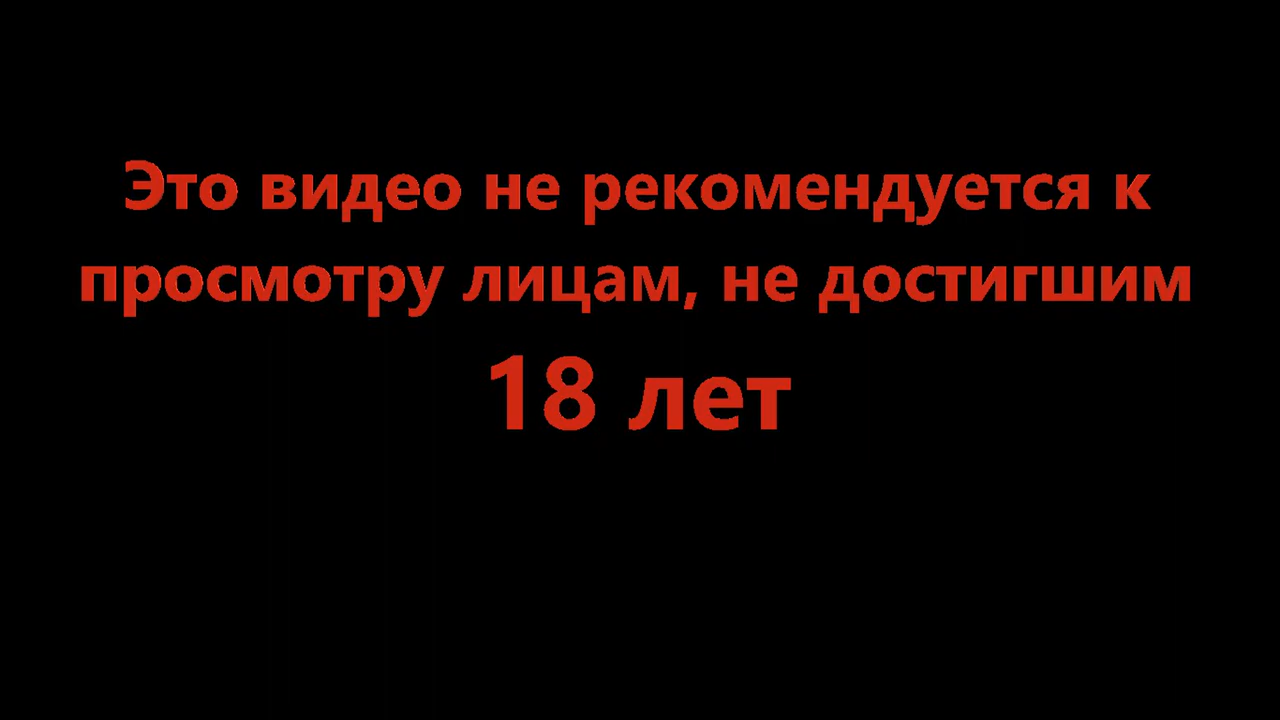 Это видео не рекомендуется к
просмотру лицам, не достигшим
18 лет